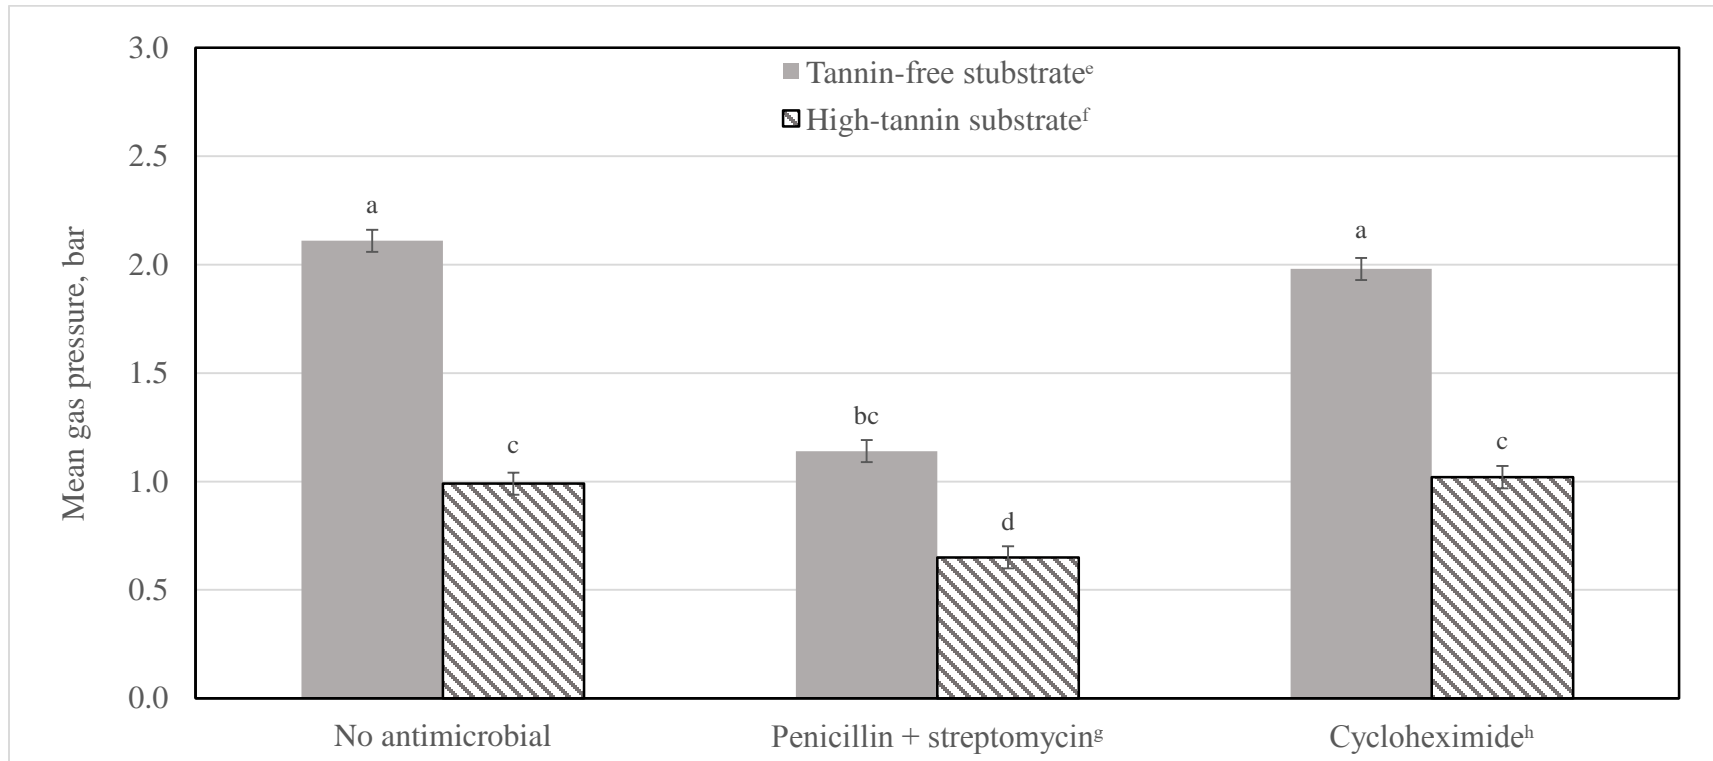 3.0
2.5
2.0
1.5
1.0
0.5
0.0
Mean gas pressure, bar
Tannin-free stubstrateᵉ
High-tannin substrateᶠ
a
c
bc
d
a
c
No antimicrobial
Penicillin + streptomycinᵍ
Cycloheximideʰ